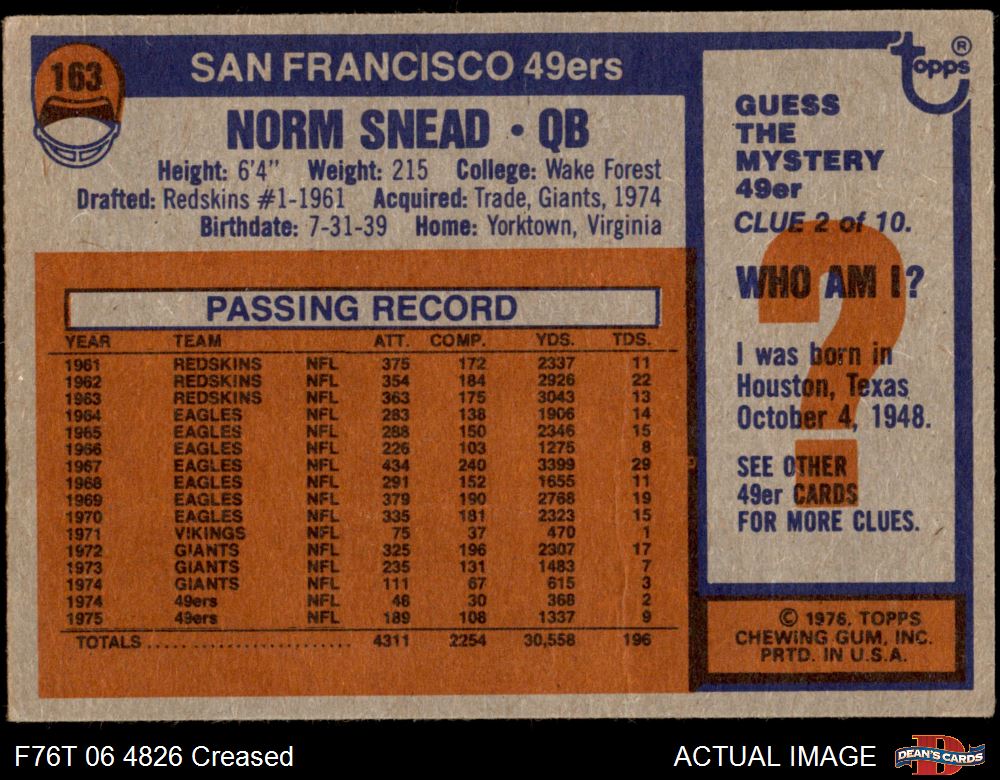 163
SAN FRANCISCO 49ers
NORM SNEAD • QB
Height: 6'4" Weight: 215 College: Wake Forest
Drafted: Redskins #1-1961 Acquired: Trade, Giants, 1974
Birthdate: 7-31-39 Home: Yorktown, Virginia
PASSING RECORD
YEAR TEAM ATT. COMP. YDS. TDS.
1961 REDSKINS NFL 375 172 2337 11
1962 REDSKINS NFL 354 184 2926 22
1963 REDSKINS NFL 363 175 3043 13
1964 EAGLES NFL 283 138 1906 14
1965 EAGLES NFL 288 150 2346 15
1966 EAGLES NFL 226 103 1275 8
1967 EAGLES NFL 434 240 3399 29
1968 EAGLES NFL 291 152 1655 11
1969 EAGLES NFL 379 190 2768 19
1970 EAGLES NFL 335 181 2323 15
1971 VIKINGS NFL 75 37 470 1
1972 GIANTS NFL 325 196 2307 17
1973 GIANTS NFL 235 131 1483 7
1974 GIANTS NFL 111 67 615 3
1974 49ers NFL 48 30 368 2
1975 49ers NFL 189 108 1337 9
TOTALS........................... 4311 2254 30,558 196
Topps ®
GUESS
THE
MYSTERY
49er
CLUE 2 of 10.
?
WHO AM I?
I was born in
Houston, Texas
October 4, 1948.
SEE OTHER
49er CARDS
FOR MORE CLUES.
© 1976. TOPPS
CHEWING GUM, INC.
PRTD. IN U.S.A.
F76T 06 4826 Creased
ACTUAL IMAGE
D
DEAN'S CARDS